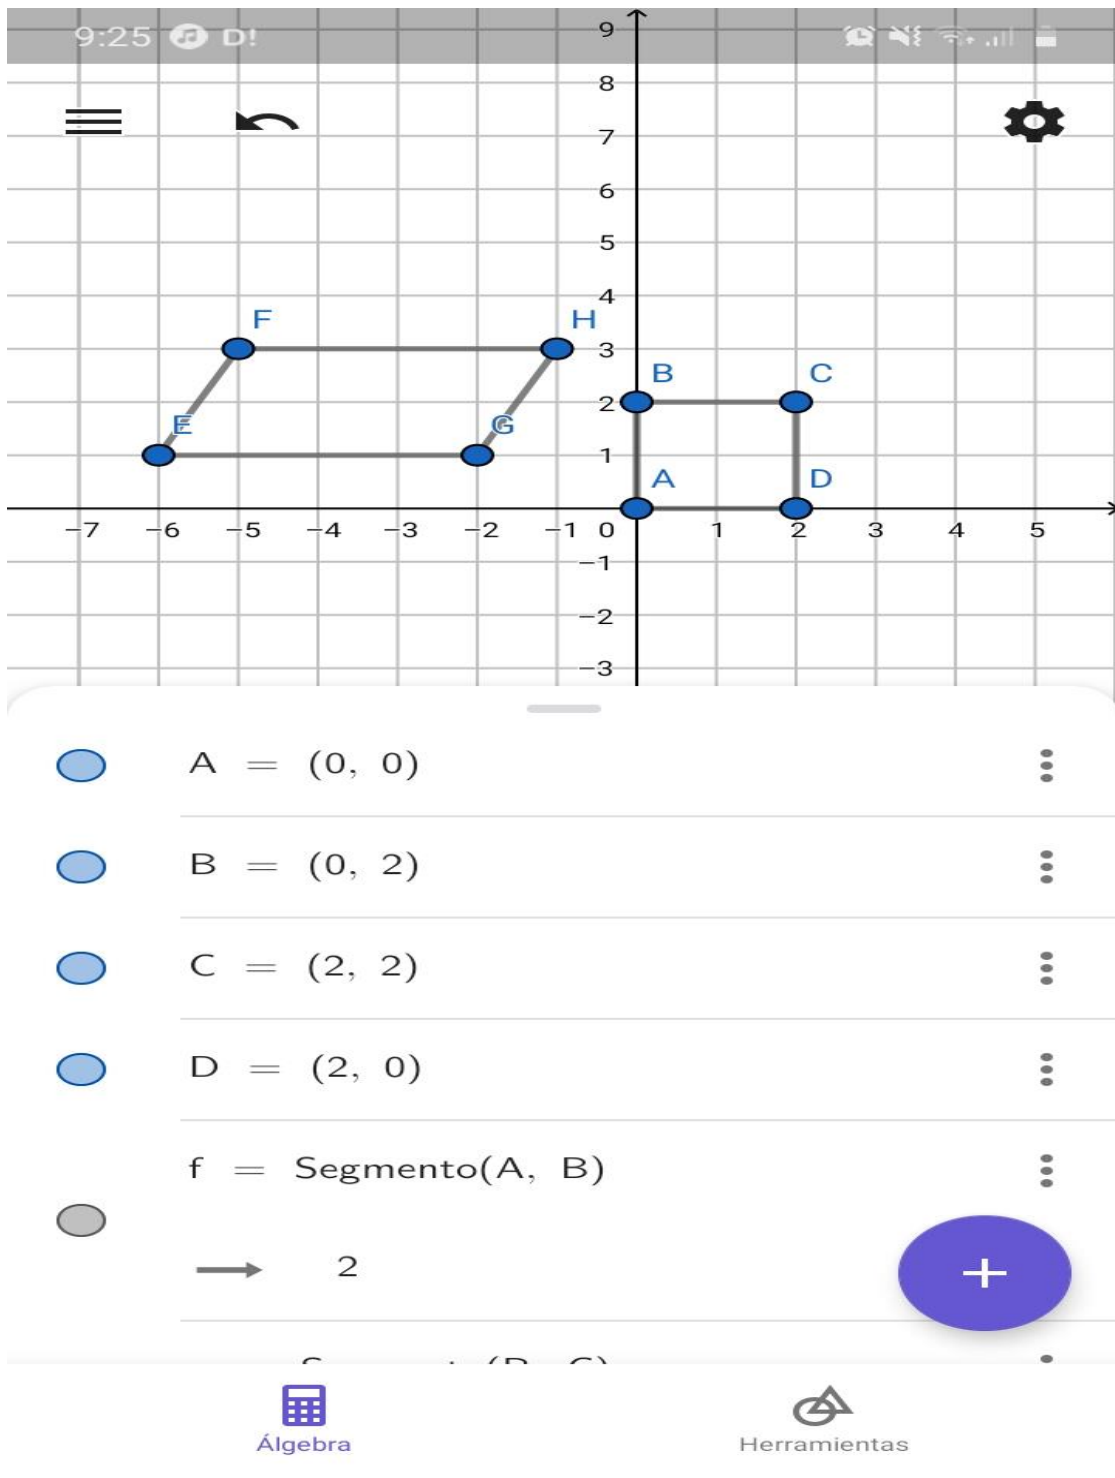 9:25 D!
9
8
7
6
5
4
F H
3
B C
2
E G
1
A D
−7 −6 −5 −4 −3 −2 −1 0 1 2 3 4 5
−1
−2
−3
A = (0, 0)
B = (0, 2)
C = (2, 2)
D = (2, 0)
f = Segmento(A, B)
→ 2
+
Álgebra Herramientas